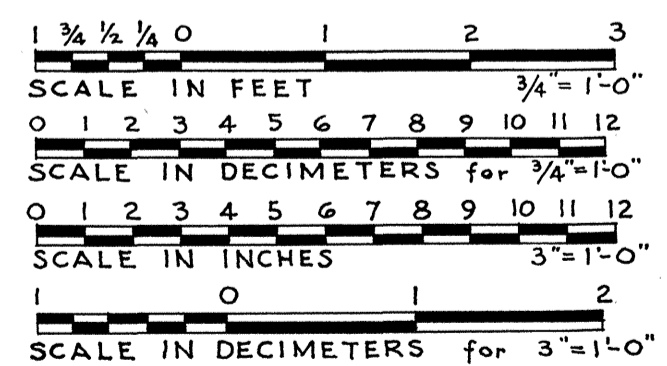 1 3/4 1/2 1/4 0 1 2 3
SCALE IN FEET 3/4" = 1'-0"
0 1 2 3 4 5 6 7 8 9 10 11 12
SCALE IN DECIMETERS for 3/4"=1'-0"
0 1 2 3 4 5 6 7 8 9 10 11 12
SCALE IN INCHES 3"=1'-0"
1 0 1 2
SCALE IN DECIMETERS for 3"=1'-0"